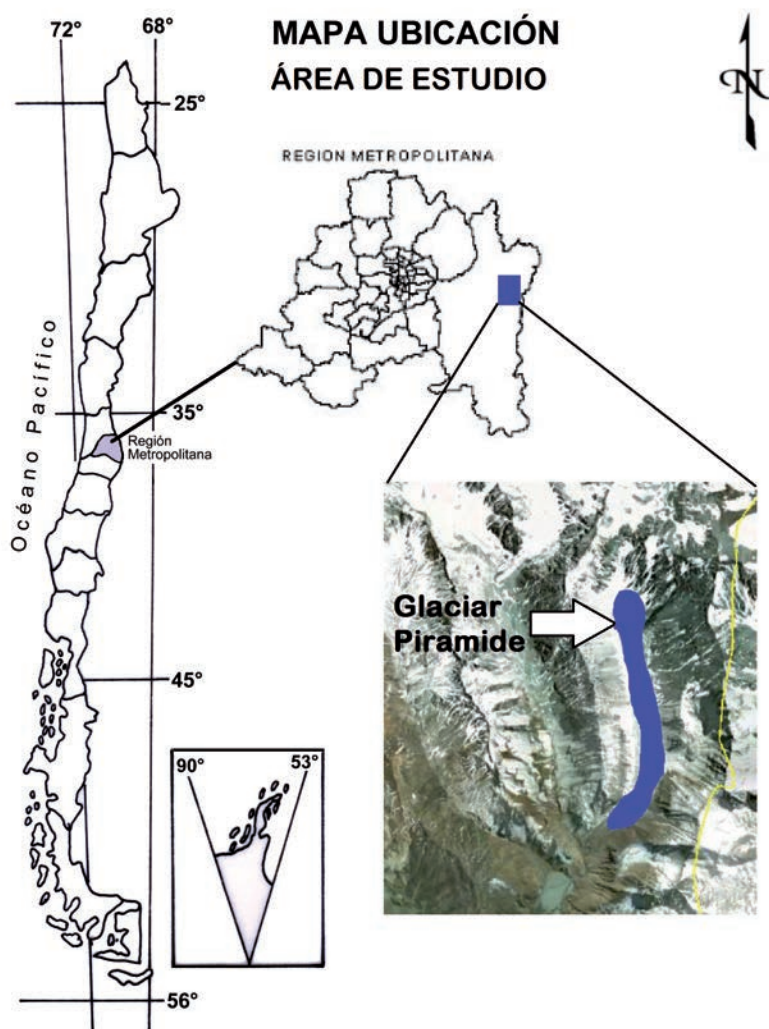 MAPA UBICACIÓN
ÁREA DE ESTUDIO
72°
68°
25°
N
REGION METROPOLITANA
Océano Pacífico
35°
Región
Metropolitana
Glaciar
Piramide
45°
90°
53°
56°